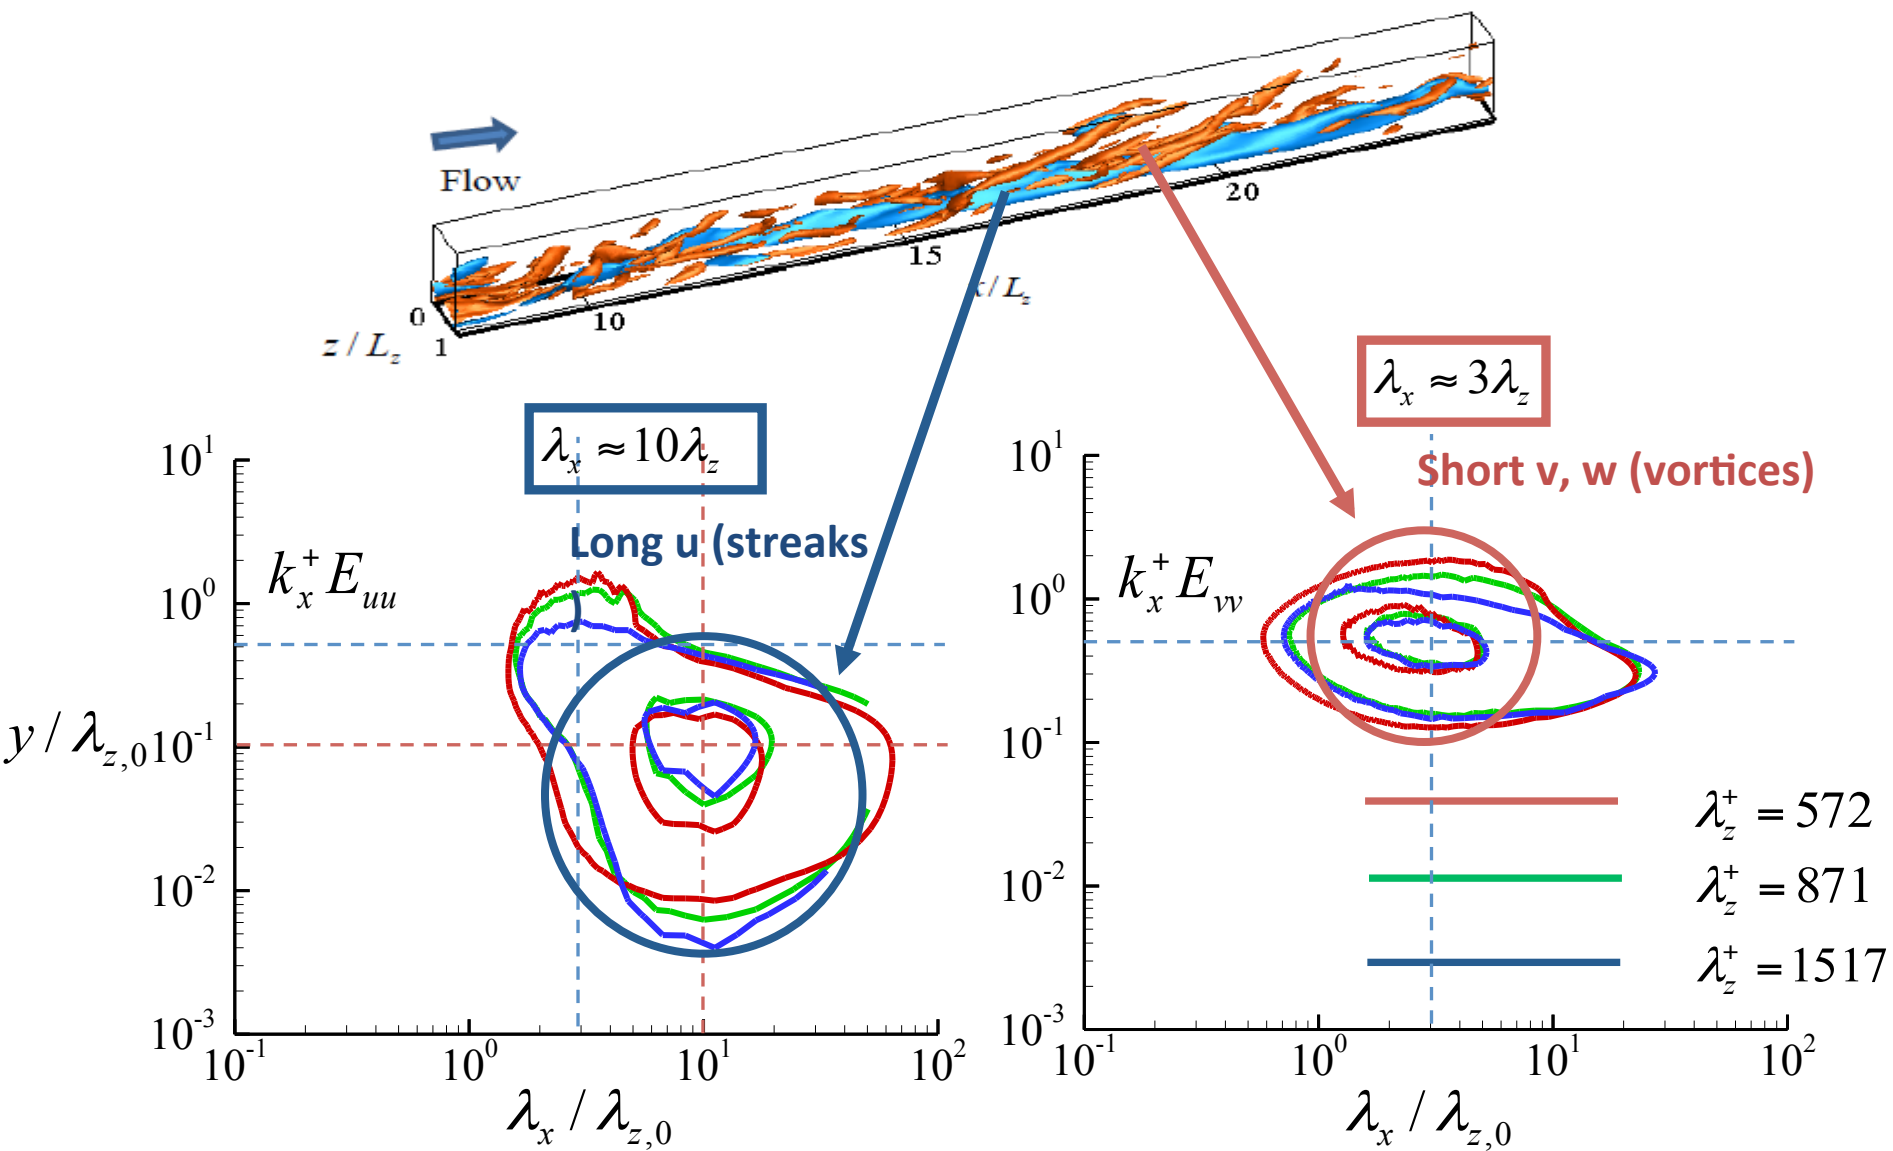 Flow
20
15
x / L_z
10
0
z / L_z 1
λ_x ≈ 3λ_z
λ_x ≈ 10λ_z
Short v, w (vortices)
Long u (streaks
10^1
10^0
10^-1
10^-2
10^-3
k_x^+ E_uu
y / λ_z,0
10^-1 10^0 10^1 10^2
λ_x / λ_z,0
10^1
10^0
10^-1
10^-2
10^-3
k_x^+ E_vv
λ_z^+ = 572
λ_z^+ = 871
λ_z^+ = 1517
10^-1 10^0 10^1 10^2
λ_x / λ_z,0